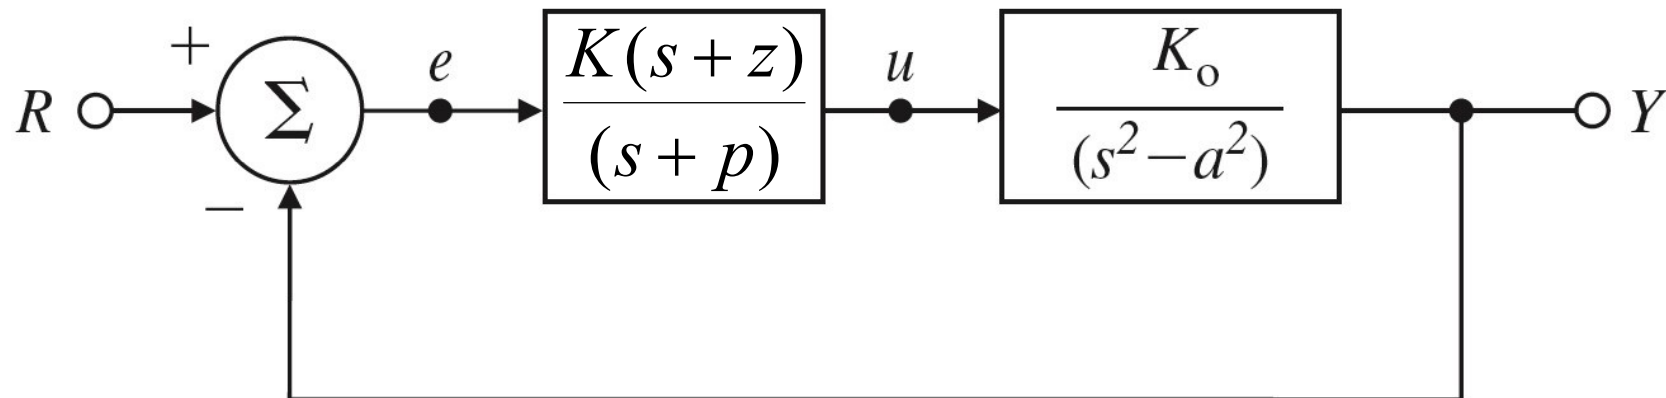 R
+
−
Σ
e
K(s + z)
(s + p)
u
Kₒ
(s² − a²)
Y